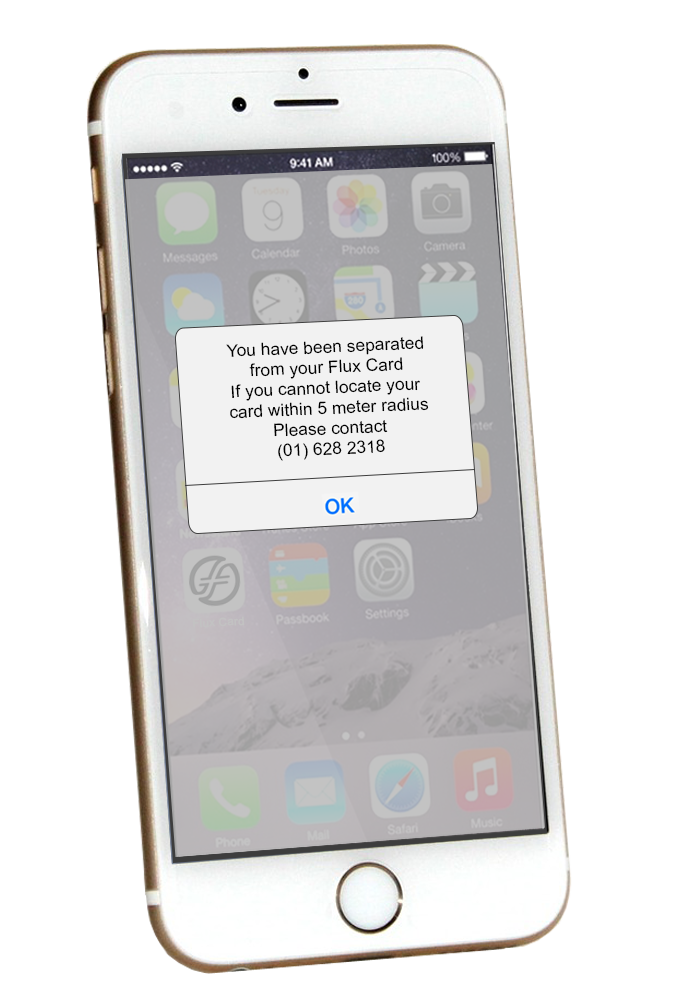 9:41 AM
100%
Tuesday
9
Messages
Calendar
Photos
Camera
280
You have been separated
from your Flux Card
If you cannot locate your
card within 5 meter radius
Please contact
(01) 628 2318
OK
Passbook
Settings
Phone
Mail
Safari
Music